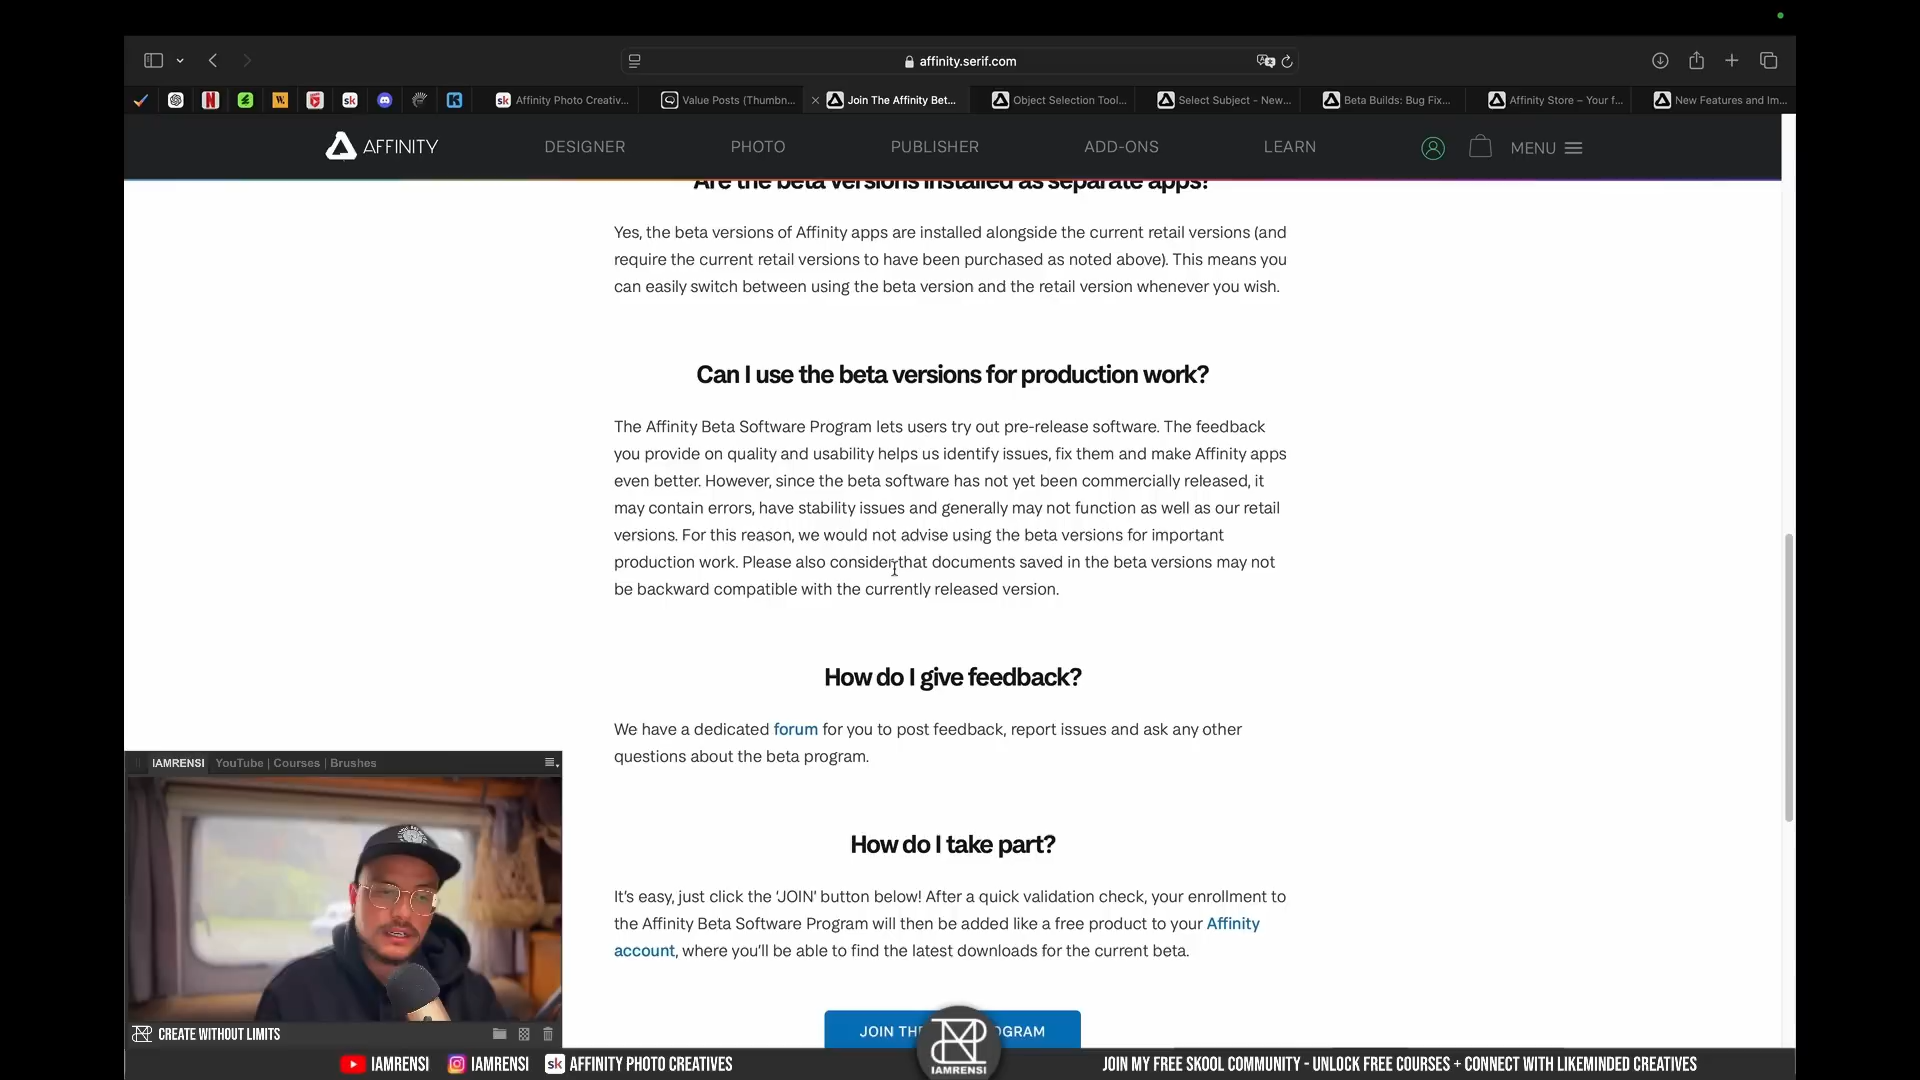 affinity.serif.com
Affinity Photo Creativ...
Value Posts (Thumbn...
Join The Affinity Bet...
Object Selection Tool...
Select Subject - New...
Beta Builds: Bug Fix...
Affinity Store – Your f...
New Features and Im...
AFFINITY
DESIGNER
PHOTO
PUBLISHER
ADD-ONS
LEARN
MENU
Are the beta versions installed as separate apps?
Yes, the beta versions of Affinity apps are installed alongside the current retail versions (and
require the current retail versions to have been purchased as noted above). This means you
can easily switch between using the beta version and the retail version whenever you wish.
Can I use the beta versions for production work?
The Affinity Beta Software Program lets users try out pre-release software. The feedback
you provide on quality and usability helps us identify issues, fix them and make Affinity apps
even better. However, since the beta software has not yet been commercially released, it
may contain errors, have stability issues and generally may not function as well as our retail
versions. For this reason, we would not advise using the beta versions for important
production work. Please also consider that documents saved in the beta versions may not
be backward compatible with the currently released version.
How do I give feedback?
We have a dedicated forum for you to post feedback, report issues and ask any other
questions about the beta program.
How do I take part?
It's easy, just click the ‘JOIN’ button below! After a quick validation check, your enrollment to
the Affinity Beta Software Program will then be added like a free product to your Affinity
account, where you'll be able to find the latest downloads for the current beta.
JOIN THE
IAMRENSI
YouTube | Courses | Brushes
CREATE WITHOUT LIMITS
IAMRENSI
IAMRENSI
sk AFFINITY PHOTO CREATIVES
IAMRENSI
JOIN MY FREE SKOOL COMMUNITY - UNLOCK FREE COURSES + CONNECT WITH LIKEMINDED CREATIVES